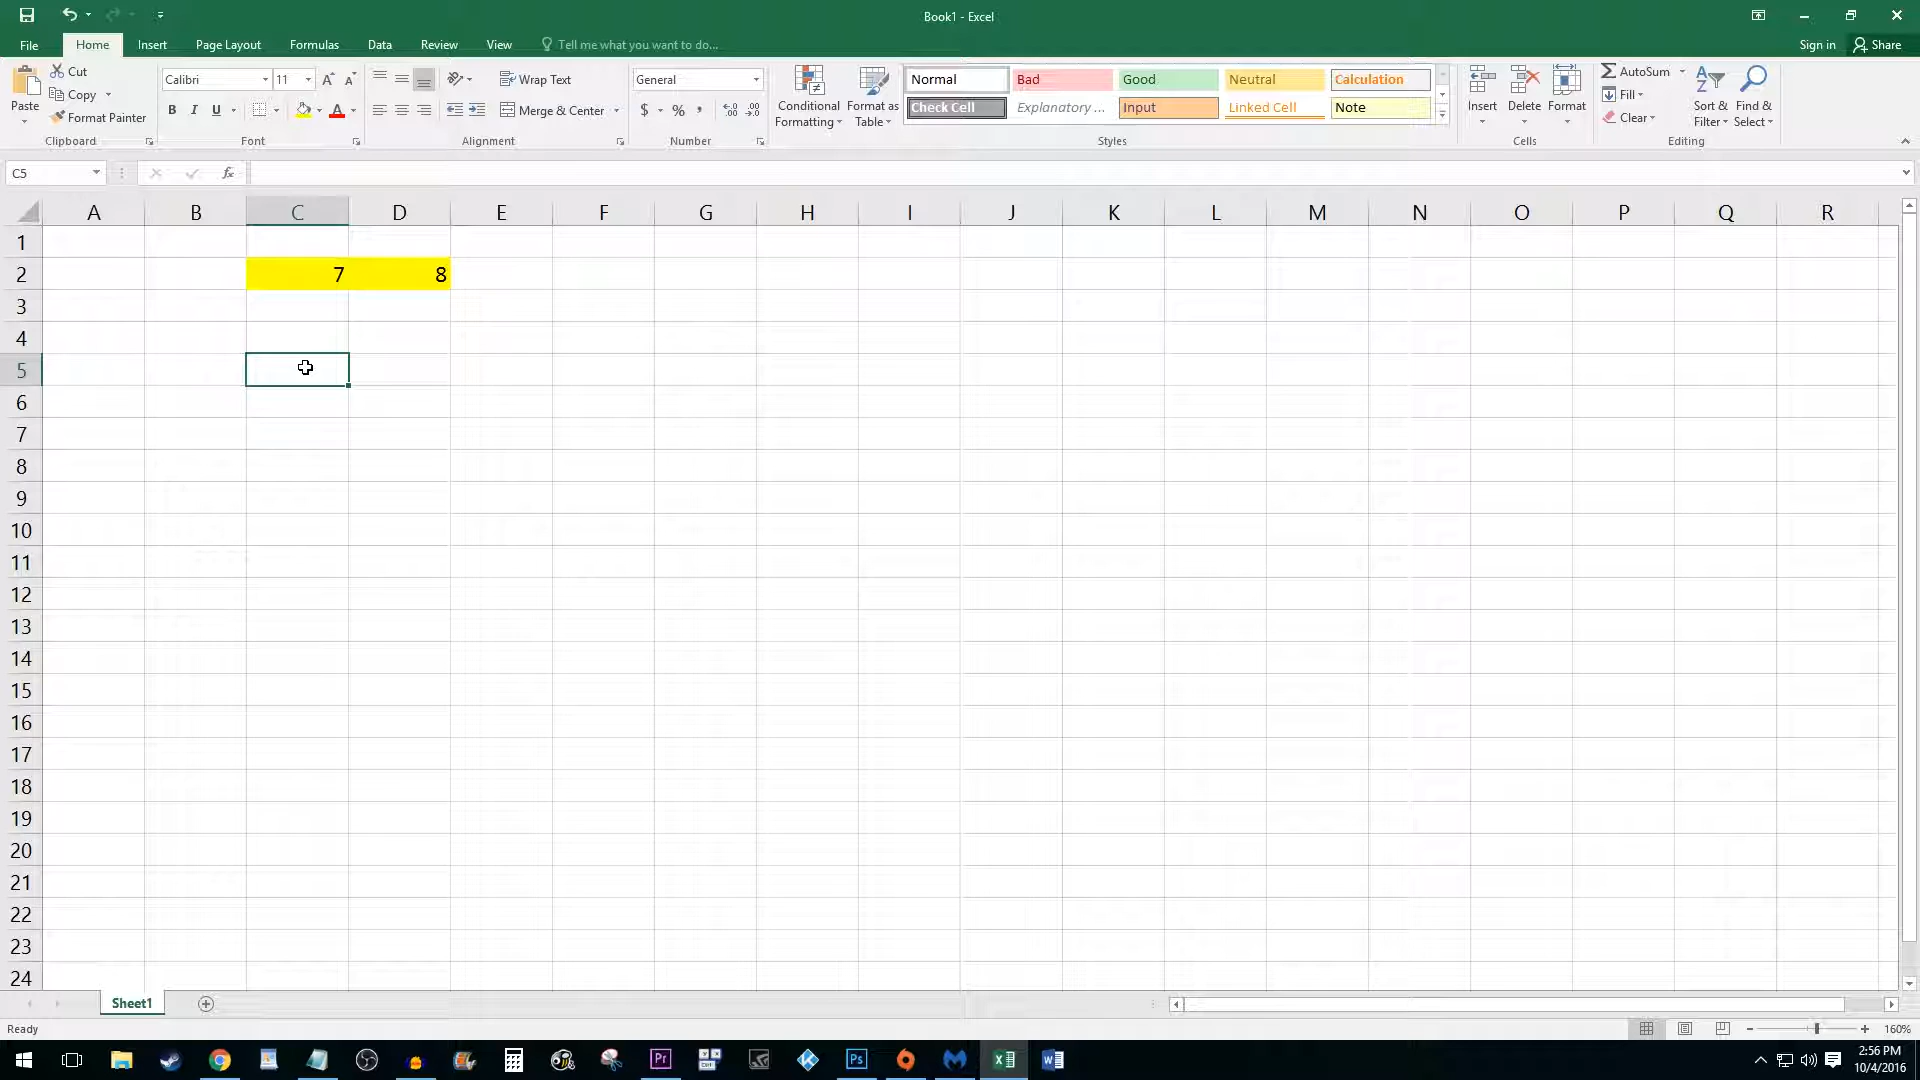 Book1 - Excel
File Home Insert Page Layout Formulas Data Review View Tell me what you want to do... Sign in Share
Paste Cut Copy Format Painter
Calibri 11 B I U A
Wrap Text Merge & Center
General $ % ,
Conditional Formatting Format as Table
Normal Bad Good Neutral Calculation
Check Cell Explanatory ... Input Linked Cell Note
Insert Delete Format
AutoSum Fill Clear
Sort & Filter Find & Select
Clipboard Font Alignment Number Styles Cells Editing
C5 fx
A B C D E F G H I J K L M N O P Q R
1
2 7 8
3
4
5
6
7
8
9
10
11
12
13
14
15
16
17
18
19
20
21
22
23
24
Sheet1
Ready 160%
Pr Ps 2:56 PM
10/4/2016